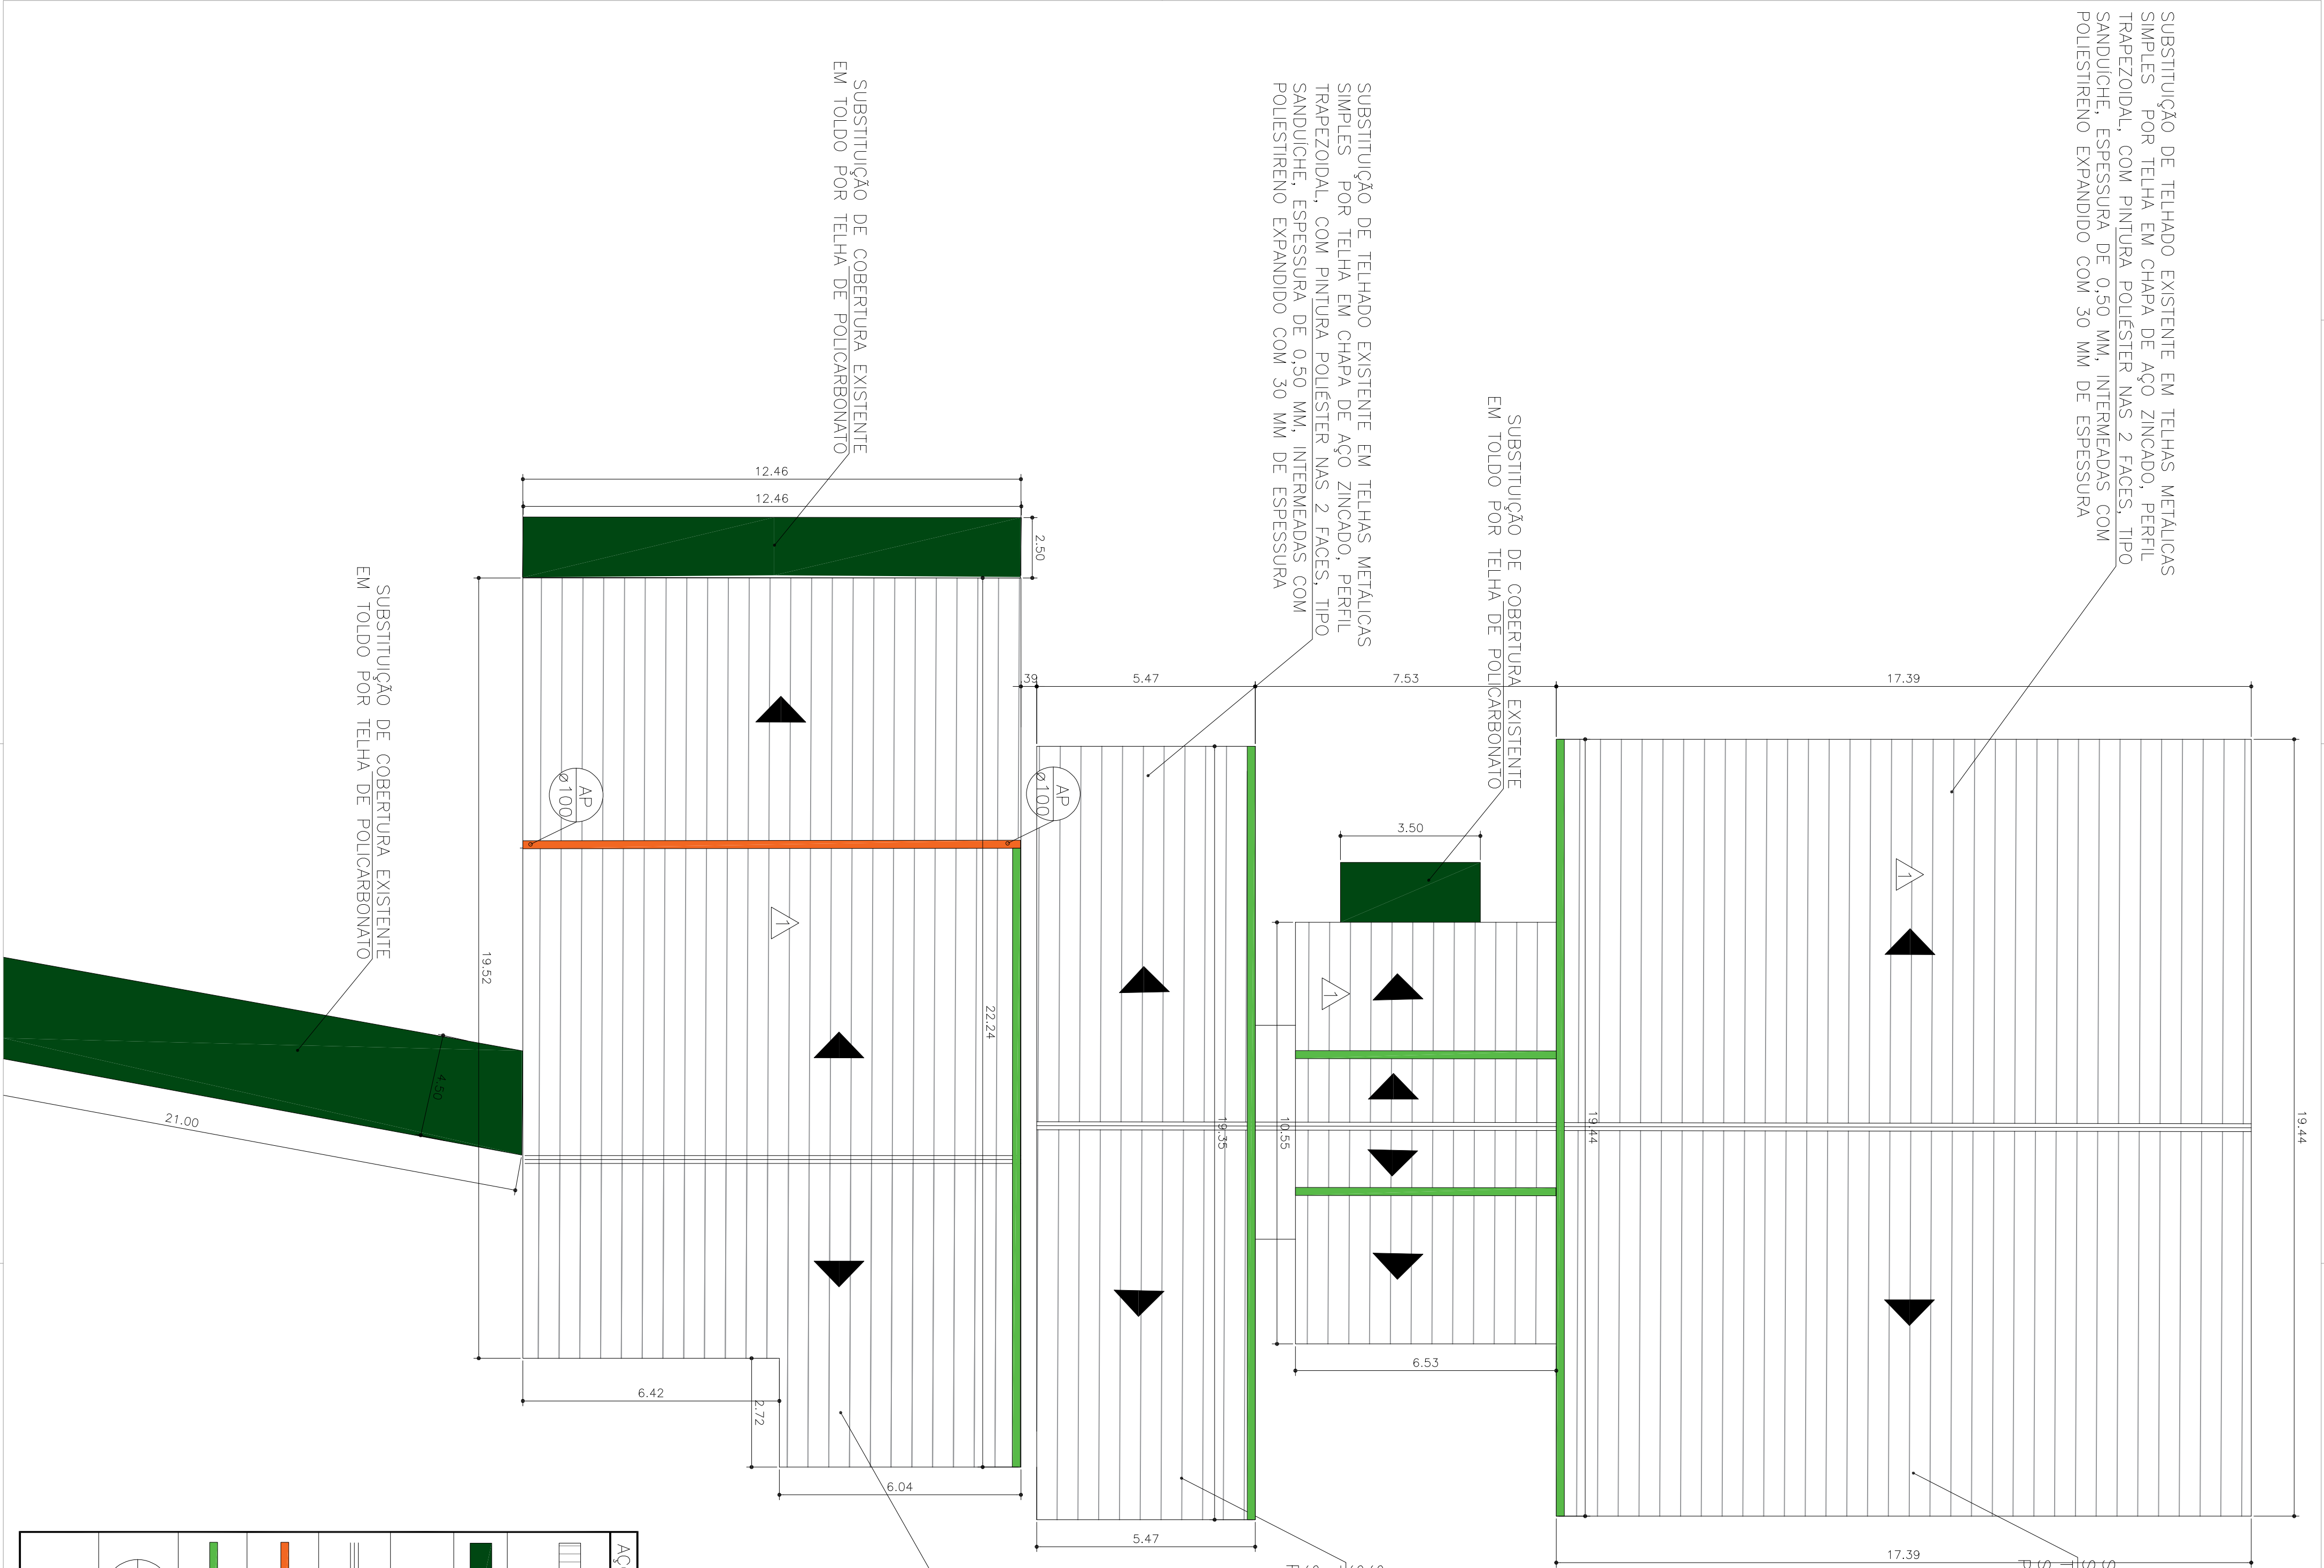 SUBSTITUIÇÃO DE TELHADO EXISTENTE EM TELHAS METÁLICAS
SIMPLES POR TELHA EM CHAPA DE AÇO ZINCADO, PERFIL
TRAPEZOIDAL, COM PINTURA POLIÉSTER NAS 2 FACES, TIPO
SANDUÍCHE, ESPESSURA DE 0,50 MM, INTERMEADAS COM
POLIESTIRENO EXPANDIDO COM 30 MM DE ESPESSURA
SUBSTITUIÇÃO DE COBERTURA EXISTENTE
EM TOLDO POR TELHA DE POLICARBONATO
SUBSTITUIÇÃO DE TELHADO EXISTENTE EM TELHAS METÁLICAS
SIMPLES POR TELHA EM CHAPA DE AÇO ZINCADO, PERFIL
TRAPEZOIDAL, COM PINTURA POLIÉSTER NAS 2 FACES, TIPO
SANDUÍCHE, ESPESSURA DE 0,50 MM, INTERMEADAS COM
POLIESTIRENO EXPANDIDO COM 30 MM DE ESPESSURA
SUBSTITUIÇÃO DE COBERTURA EXISTENTE
EM TOLDO POR TELHA DE POLICARBONATO
SUBSTITUIÇÃO DE COBERTURA EXISTENTE
EM TOLDO POR TELHA DE POLICARBONATO
17.39
7.53
5.47
.39
19.44
19.44
1
3.50
1
10.55
6.53
19.35
5.47
17.39
12.46
12.46
2.50
AP
ø100
AP
ø100
1
22.24
19.52
6.42
2.72
6.04
4.50
21.00
AÇ